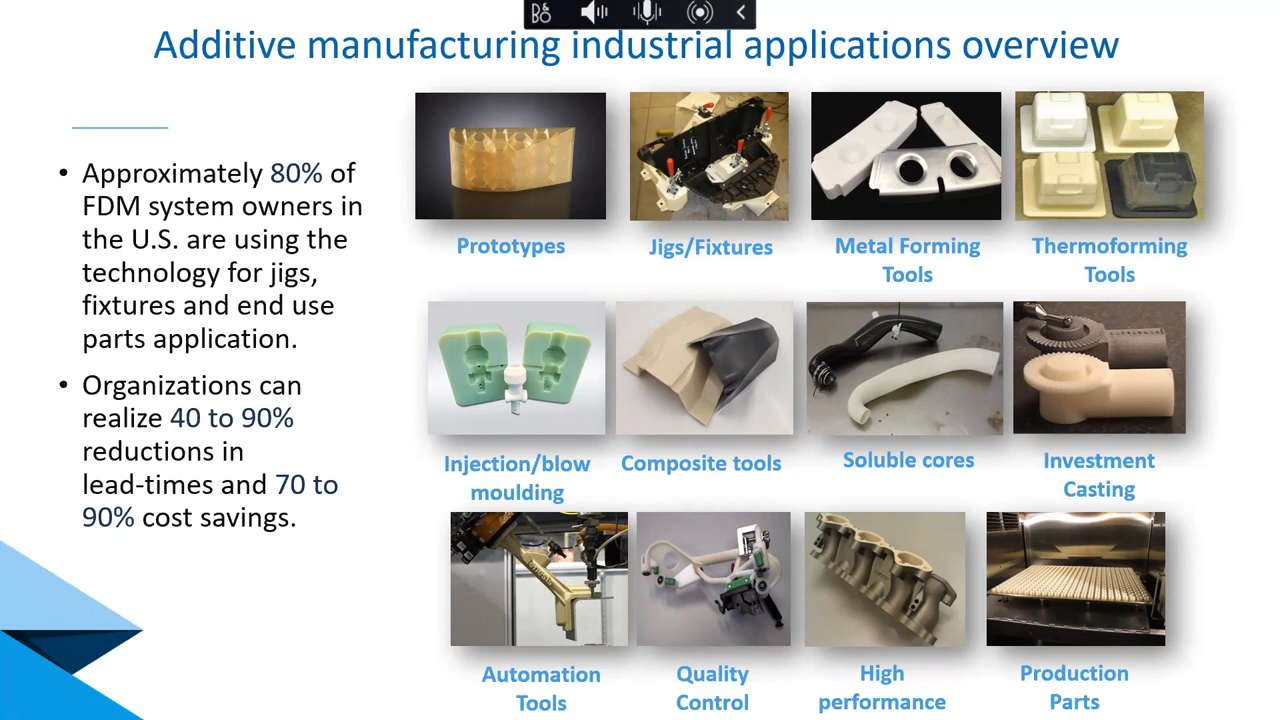 B&O
Additive manufacturing industrial applications overview
• Approximately 80% of
FDM system owners in
the U.S. are using the
technology for jigs,
fixtures and end use
parts application.
• Organizations can
realize 40 to 90%
reductions in
lead-times and 70 to
90% cost savings.
Prototypes
Jigs/Fixtures
Metal Forming
Tools
Thermoforming
Tools
Injection/blow
moulding
Composite tools
Soluble cores
Investment
Casting
Automation
Tools
Quality
Control
High
performance
Production
Parts